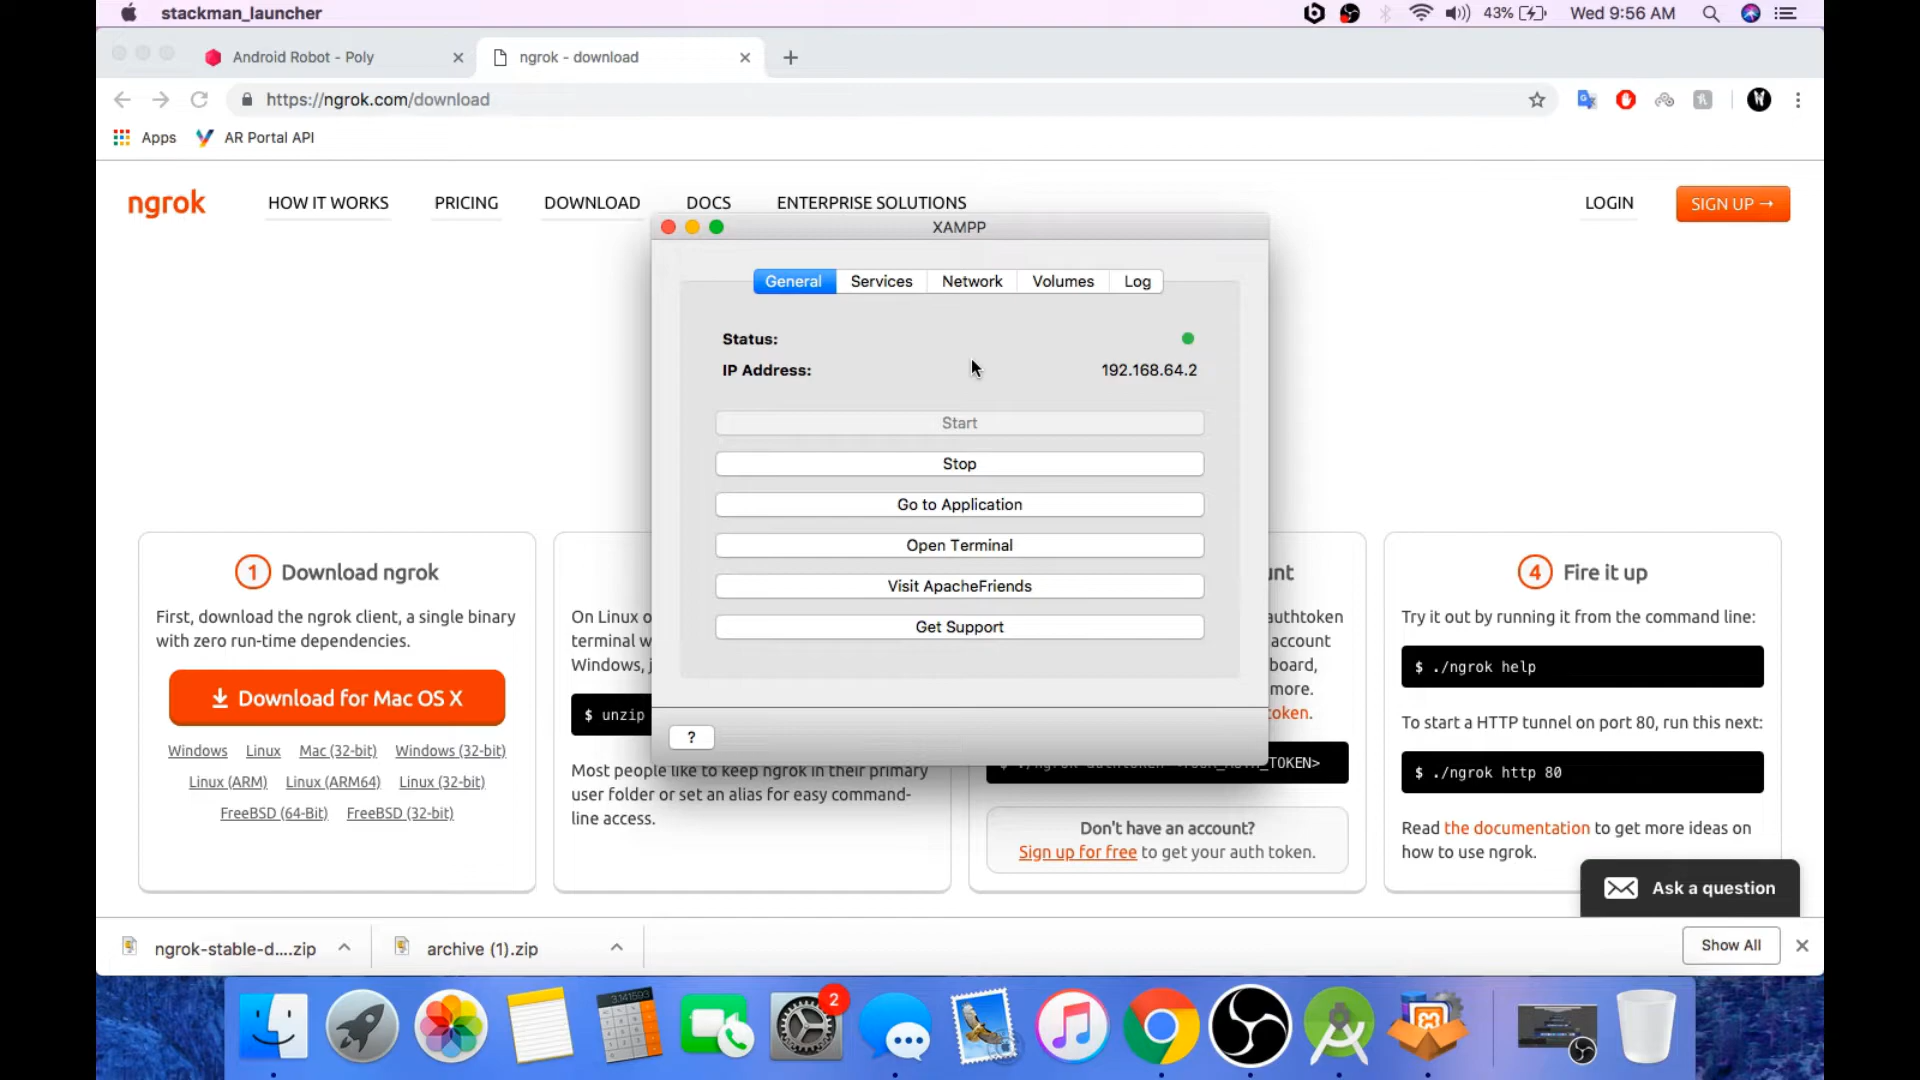 stackman_launcher
43%
Wed 9:56 AM
Android Robot - Poly
ngrok - download
https://ngrok.com/download
Apps
AR Portal API
ngrok
HOW IT WORKS
PRICING
DOWNLOAD
DOCS
ENTERPRISE SOLUTIONS
LOGIN
SIGN UP →
XAMPP
General
Services
Network
Volumes
Log
Status:
IP Address:
192.168.64.2
Start
Stop
Go to Application
Open Terminal
Visit ApacheFriends
Get Support
?
1
Download ngrok
First, download the ngrok client, a single binary
with zero run-time dependencies.
Download for Mac OS X
Windows
Linux
Mac (32-bit)
Windows (32-bit)
Linux (ARM)
Linux (ARM64)
Linux (32-bit)
FreeBSD (64-Bit)
FreeBSD (32-bit)
On Linux o
terminal w
Windows, j
$ unzip
Most people like to keep ngrok in their primary
user folder or set an alias for easy command-
line access.
unt
authtoken
account
board,
more.
token.
$ ./ngrok authtoken <YOUR_AUTH_TOKEN>
Don't have an account?
Sign up for free to get your auth token.
4
Fire it up
Try it out by running it from the command line:
$ ./ngrok help
To start a HTTP tunnel on port 80, run this next:
$ ./ngrok http 80
Read the documentation to get more ideas on
how to use ngrok.
Ask a question
ngrok-stable-d....zip
archive (1).zip
Show All
3.141593
2